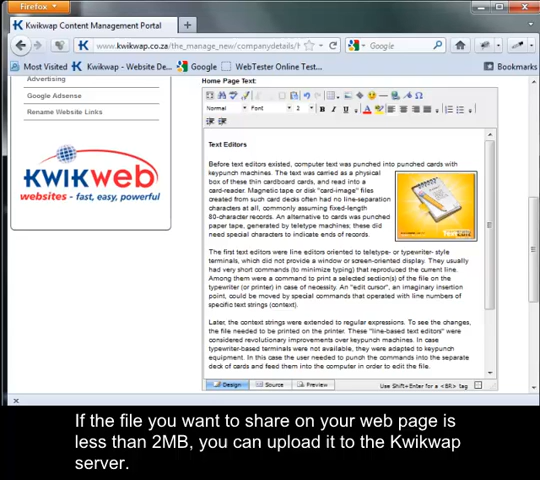 Firefox
Kwikwap Content Management Portal
www.kwikwap.co.za/the_manage_new/companydetails/
Google
Most Visited
Kwikwap - Website De...
Google
WebTester Online Test...
Bookmarks
Advertising
Google Adsense
Rename Website Links
KWIKWEB
websites - fast, easy, powerful
Home Page Text:
Normal
Font
2
B I U
Text Editors
Before text editors existed, computer text was punched into punched cards with
keypunch machines. The text was carried as a physical
box of these thin cardboard cards, and read into a
card-reader. Magnetic tape or disk "card-image" files
created from such card decks often had no line-separation
characters at all, commonly assuming fixed-length
80-character records. An alternative to cards was punched
paper tape, generated by teletype machines; these did
need special characters to indicate ends of records.
The first text editors were line editors oriented to teletype- or typewriter- style
terminals, which did not provide a window or screen-oriented display. They usually
had very short commands (to minimize typing) that reproduced the current line.
Among them were a command to print a selected section(s) of the file on the
typewriter (or printer) in case of necessity. An "edit cursor", an imaginary insertion
point, could be moved by special commands that operated with line numbers of
specific text strings (context).
Later, the context strings were extended to regular expressions. To see the changes,
the file needed to be printed on the printer. These "line-based text editors" were
considered revolutionary improvements over keypunch machines. In case
typewriter-based terminals were not available, they were adapted to keypunch
equipment. In this case the user needed to punch the commands into the separate
deck of cards and feed them into the computer in order to edit the file.
Design
Source
Preview
Use Shift+Enter for a <BR> tag
If the file you want to share on your web page is
less than 2MB, you can upload it to the Kwikwap
server.